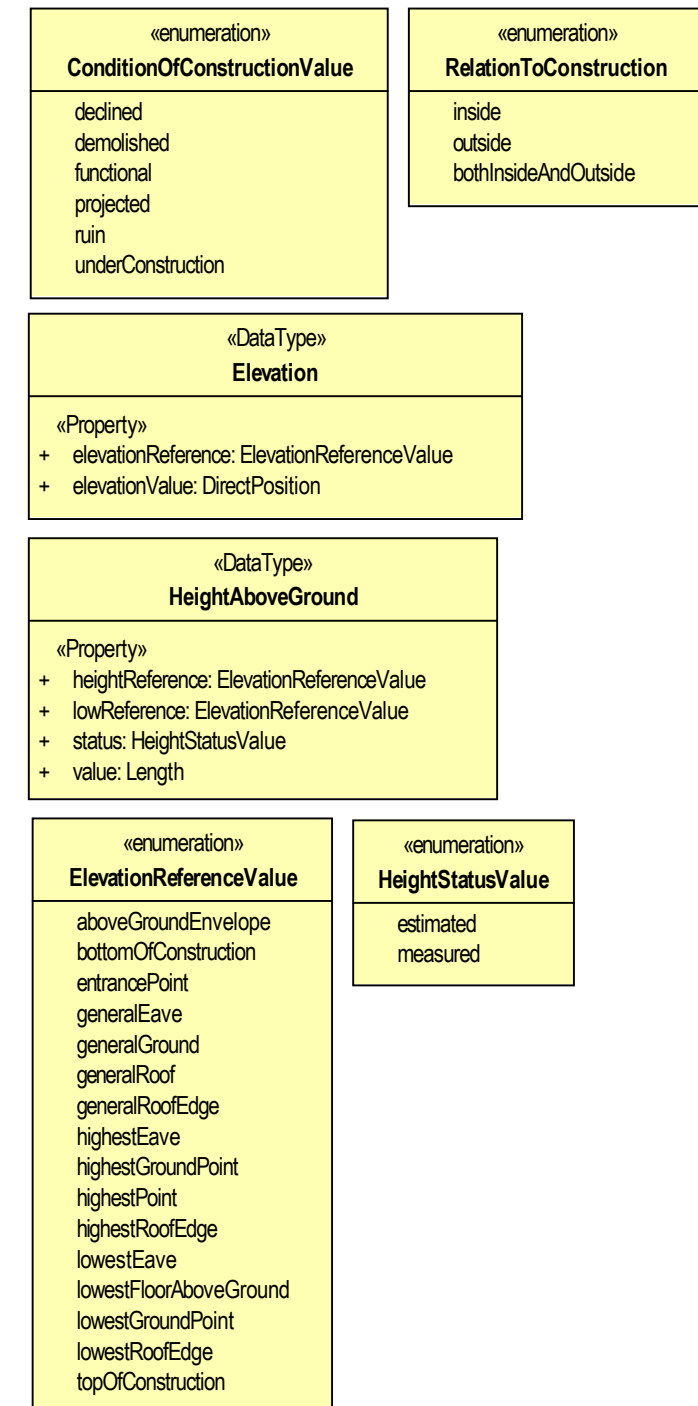 «enumeration»
ConditionOfConstructionValue
declined
demolished
functional
projected
ruin
underConstruction
«enumeration»
RelationToConstruction
inside
outside
bothInsideAndOutside
«DataType»
Elevation
«Property»
+ elevationReference: ElevationReferenceValue
+ elevationValue: DirectPosition
«DataType»
HeightAboveGround
«Property»
+ heightReference: ElevationReferenceValue
+ lowReference: ElevationReferenceValue
+ status: HeightStatusValue
+ value: Length
«enumeration»
ElevationReferenceValue
aboveGroundEnvelope
bottomOfConstruction
entrancePoint
generalEave
generalGround
generalRoof
generalRoofEdge
highestEave
highestGroundPoint
highestPoint
highestRoofEdge
lowestEave
lowestFloorAboveGround
lowestGroundPoint
lowestRoofEdge
topOfConstruction
«enumeration»
HeightStatusValue
estimated
measured